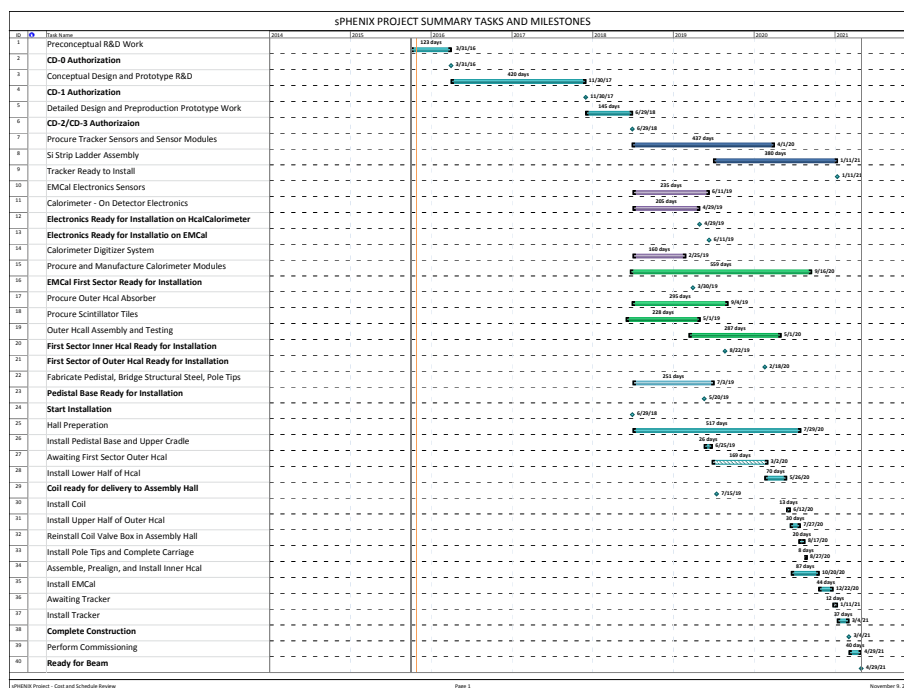 sPHENIX PROJECT SUMMARY TASKS AND MILESTONES
ID Task Name 2014 2015 2016 2017 2018 2019 2020 2021
1 Preconceptual R&D Work 123 days 3/31/16
2 CD-0 Authorization 3/31/16
3 Conceptual Design and Prototype R&D 420 days 11/30/17
4 CD-1 Authorization 11/30/17
5 Detailed Design and Preproduction Prototype Work 145 days 6/29/18
6 CD-2/CD-3 Authorizaion 6/29/18
7 Procure Tracker Sensors and Sensor Modules 437 days 4/1/20
8 Si Strip Ladder Assembly 380 days 1/11/21
9 Tracker Ready to Install 1/11/21
10 EMCal Electronics Sensors 235 days 6/11/19
11 Calorimeter - On Detector Electronics 205 days 4/29/19
12 Electronics Ready for Installation on HcalCalorimeter 4/29/19
13 Electronics Ready for Installatio on EMCal 6/11/19
14 Calorimeter Digitizer System 160 days 2/25/19
15 Procure and Manufacture Calorimeter Modules 559 days 9/16/20
16 EMCal First Sector Ready for Installation 3/30/19
17 Procure Outer Hcal Absorber 295 days 9/4/19
18 Procure Scintillator Tiles 228 days 5/1/19
19 Outer Hcall Assembly and Testing 287 days 5/1/20
20 First Sector Inner Hcal Ready for Installation 8/22/19
21 First Sector of Outer Hcal Ready for Installation 2/18/20
22 Fabricate Pedistal, Bridge Structural Steel, Pole Tips 251 days 7/3/19
23 Pedistal Base Ready for Installation 5/20/19
24 Start Installation 6/29/18
25 Hall Preperation 517 days 7/29/20
26 Install Pedistal Base and Upper Cradle 26 days 6/25/19
27 Awaiting First Sector Outer Hcal 169 days 3/2/20
28 Install Lower Half of Hcal 70 days 5/26/20
29 Coil ready for delivery to Assembly Hall 7/15/19
30 Install Coil 13 days 6/12/20
31 Install Upper Half of Outer Hcal 30 days 7/27/20
32 Reinstall Coil Valve Box in Assembly Hall 20 days 8/17/20
33 Install Pole Tips and Complete Carriage 8 days 8/27/20
34 Assemble, Prealign, and Install Inner Hcal 87 days 10/20/20
35 Install EMCal 44 days 12/22/20
36 Awaiting Tracker 12 days 1/11/21
37 Install Tracker 37 days 3/4/21
38 Complete Construction 3/4/21
39 Perform Commissioning 40 days 4/29/21
40 Ready for Beam 4/29/21
sPHENIX Project - Cost and Schedule Review Page 1 November 9, 2